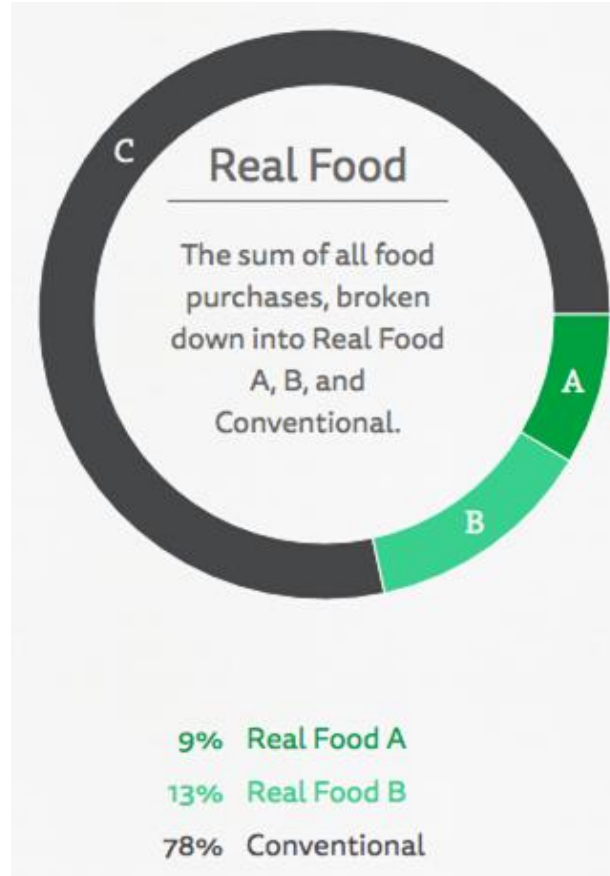 C
Real Food
The sum of all food
purchases, broken
down into Real Food
A, B, and
Conventional.
A
B
9% Real Food A
13% Real Food B
78% Conventional